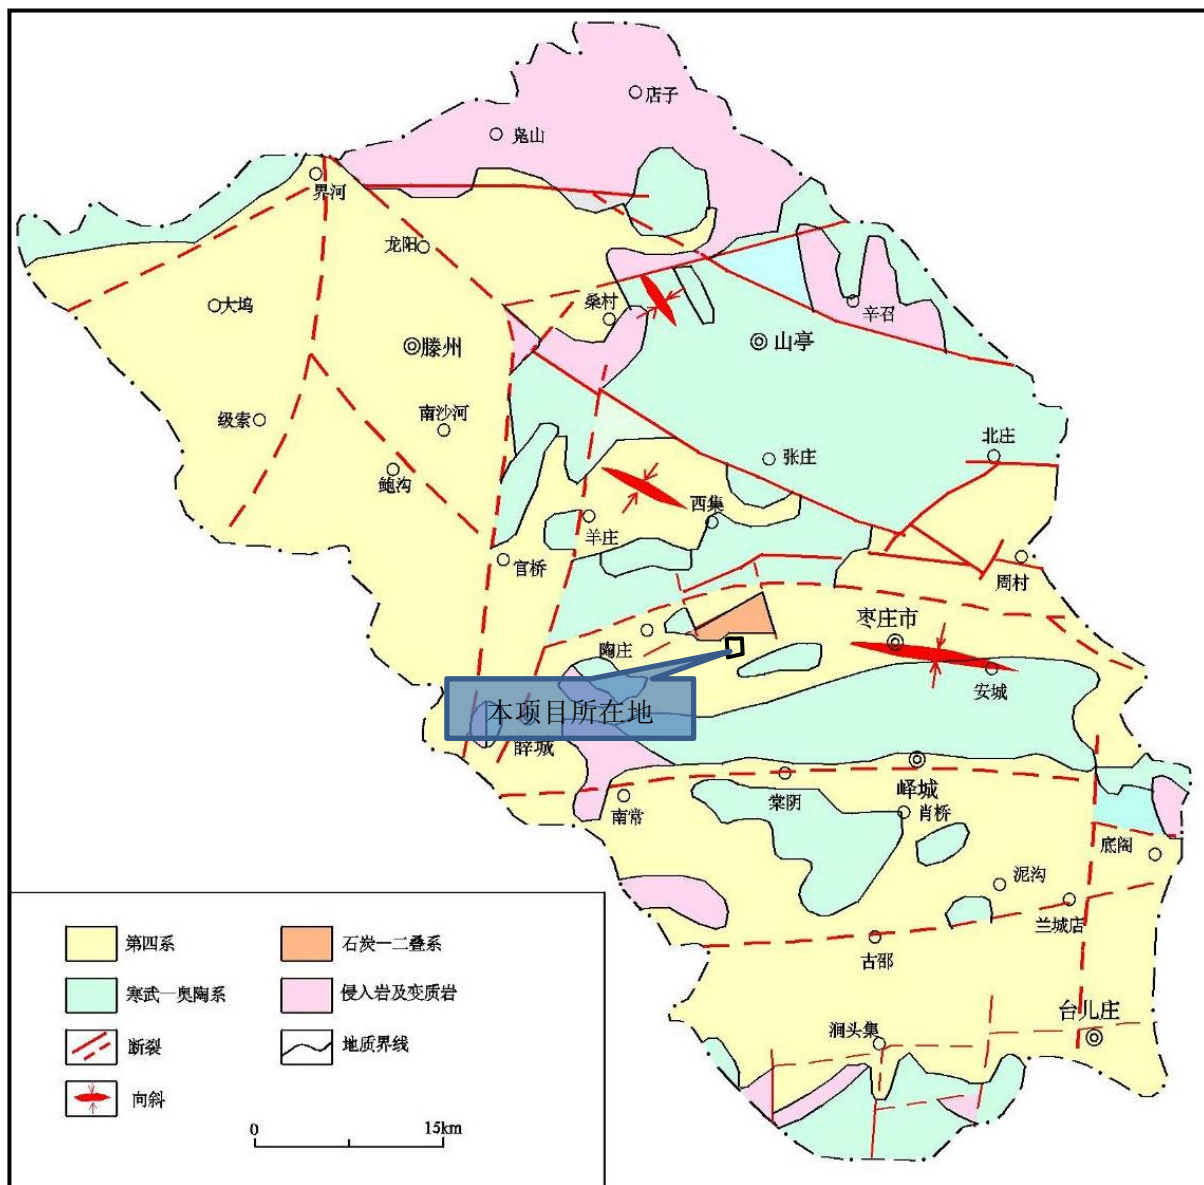 店子
凫山
界河
龙阳
大坞
桑村
辛召
滕州
山亭
级索
南沙河
北庄
张庄
鲍沟
西集
羊庄
官桥
周村
枣庄市
陶庄
安城
本项目所在地
薛城
峄城
棠阴
南常
肖桥
底阁
泥沟
兰城店
古邵
台儿庄
涧头集
第四系
石炭一二叠系
寒武一奥陶系
侵入岩及变质岩
断裂
地质界线
向斜
0
15km